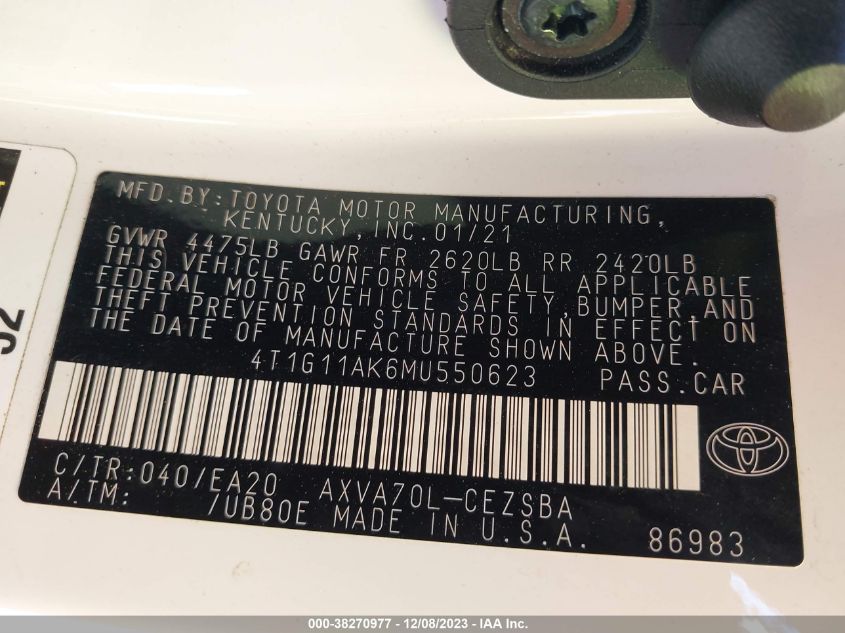 MFD. BY: TOYOTA MOTOR MANUFACTURING,
KENTUCKY INC. 01/21
GVWR 4475LB GAWR FR 2620LB RR 2420LB
THIS VEHICLE CONFORMS TO ALL APPLICABLE
FEDERAL MOTOR VEHICLE SAFETY, BUMPER, AND
THEFT PREVENTION STANDARDS IN EFFECT ON
THE DATE OF MANUFACTURE SHOWN ABOVE.
4T1G11AK6MU550623 PASS. CAR
C/TR: 040/EA20 AXVA70L-CEZSBA
A/TM: /UB80E MADE IN U.S.A. 86983
000-38270977 - 12/08/2023 - IAA Inc.